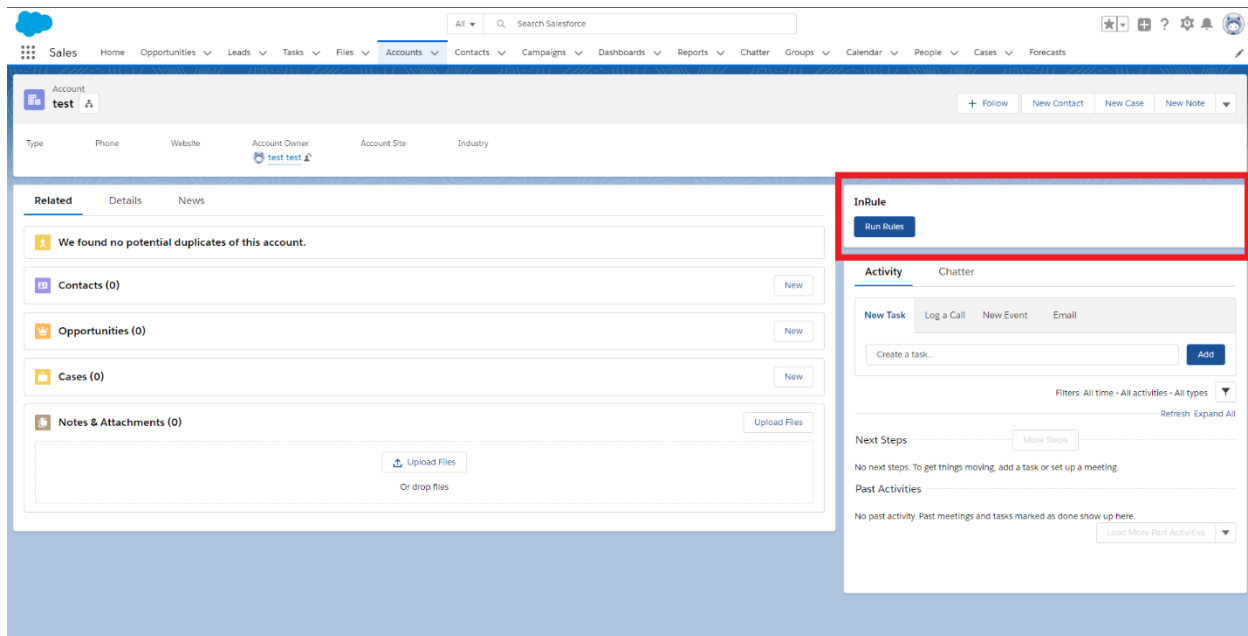 All Search Salesforce
Sales Home Opportunities Leads Tasks Files Accounts Contacts Campaigns Dashboards Reports Chatter Groups Calendar People Cases Forecasts
Account
test
+ Follow New Contact New Case New Note
Type Phone Website Account Owner Account Site Industry
test test
Related Details News
We found no potential duplicates of this account.
Contacts (0) New
Opportunities (0) New
Cases (0) New
Notes & Attachments (0) Upload Files
Upload Files
Or drop files
InRule
Run Rules
Activity Chatter
New Task Log a Call New Event Email
Create a task... Add
Filters: All time • All activities • All types
Refresh Expand All
Next Steps More Steps
No next steps. To get things moving, add a task or set up a meeting.
Past Activities
No past activity. Past meetings and tasks marked as done show up here.
Load More Past Activities